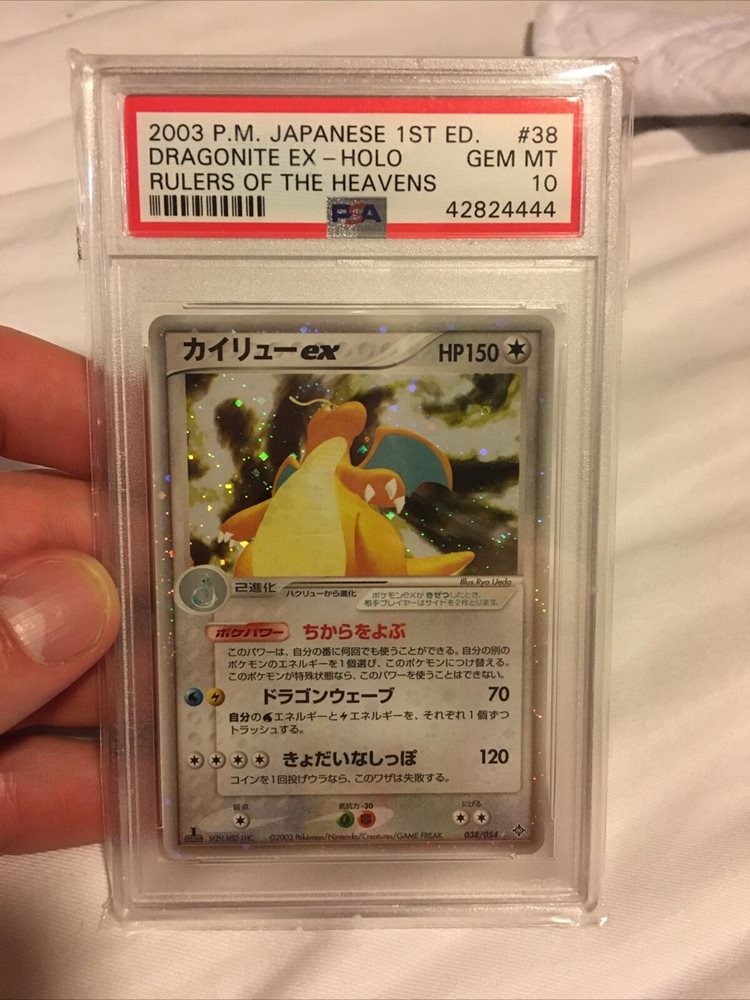 2003 P.M. JAPANESE 1ST ED. #38
DRAGONITE EX – HOLO GEM MT
RULERS OF THE HEAVENS 10
PSA 42824444
カイリューex HP150
Illus. Ryo Ueda
2進化 ハクリューから進化
ポケモンexがきぜつしたとき、
相手プレイヤーはサイドを2枚とります。
ポケパワー ちからをよぶ
このパワーは、自分の番に何回でも使うことができる。自分の別の
ポケモンのエネルギーを1個選び、このポケモンにつけ替える。
このポケモンが特殊状態なら、このパワーを使うことはできない。
ドラゴンウェーブ 70
自分のエネルギーとエネルギーを、それぞれ1個ずつ
トラッシュする。
きょだいなしっぽ 120
コインを1回投げウラなら、このワザは失敗する。
弱点 抵抗力-30 にげる
1
©2003 Pokémon/Nintendo/Creatures/GAME FREAK 038/054